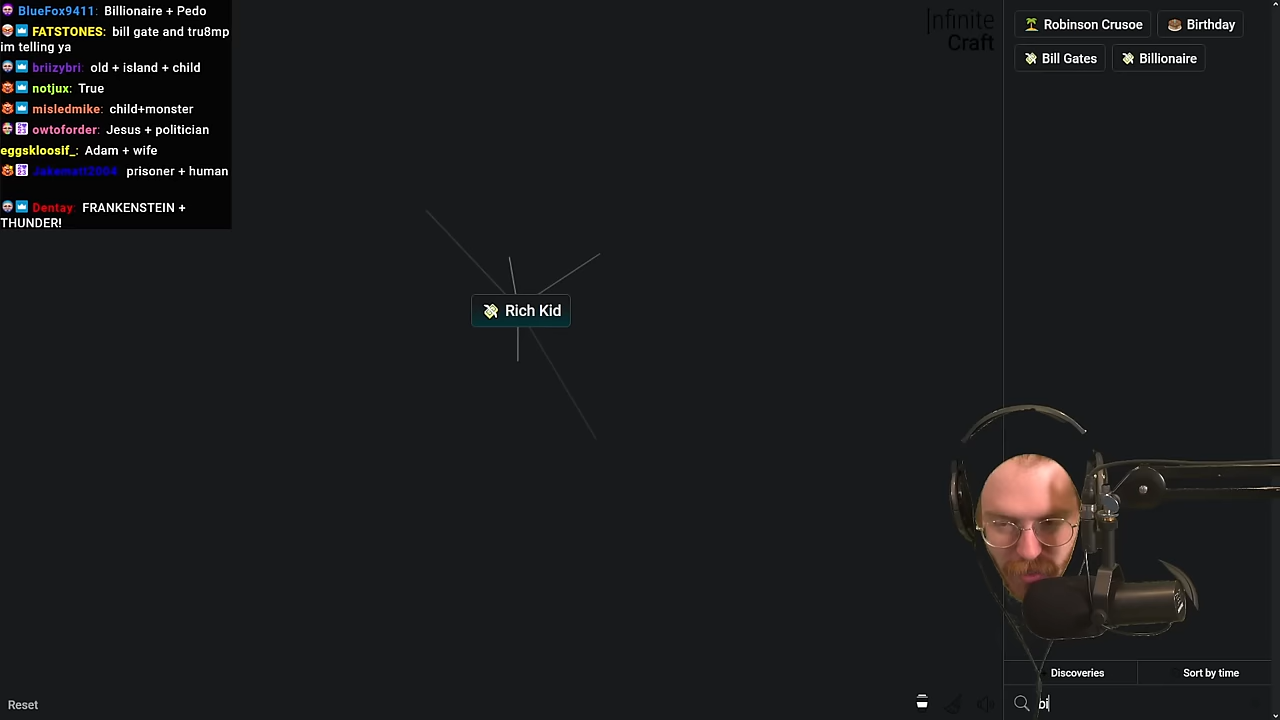 BlueFox9411: Billionaire + Pedo
FATSTONES: bill gate and tru8mp
im telling ya
briizybri: old + island + child
notjux: True
misledmike: child+monster
owtoforder: Jesus + politician
eggskloosif_: Adam + wife
Jakematt2004 prisoner + human
Dentay: FRANKENSTEIN +
THUNDER!
Infinite
Craft
Robinson Crusoe
Birthday
Bill Gates
Billionaire
Rich Kid
Discoveries
Sort by time
Reset
bi